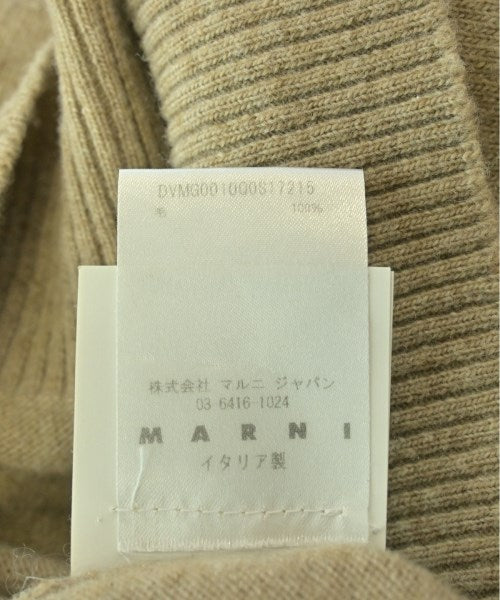 DVMG0010Q0S17215
毛 100%
株式会社 マルニ ジャパン
03-6416-1024
MARNI
イタリア製